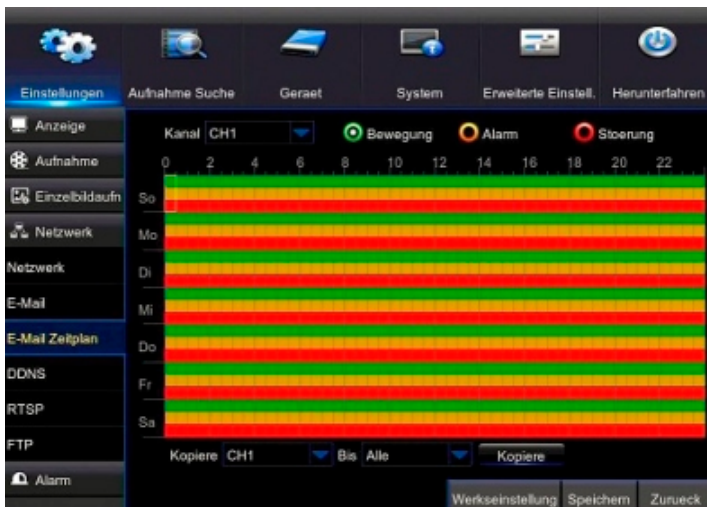 Einstellungen Aufnahme Suche Geraet System Erweiterte Einstell. Herunterfahren
Anzeige
Aufnahme
Einzelbildaufn
Netzwerk
Netzwerk
E-Mail
E-Mail Zeitplan
DDNS
RTSP
FTP
Alarm
Kanal CH1 Bewegung Alarm Stoerung
0 2 4 6 8 10 12 14 16 18 20 22
So
Mo
Di
Mi
Do
Fr
Sa
Kopiere CH1 Bis Alle Kopiere
Werkseinstellung Speichern Zurueck